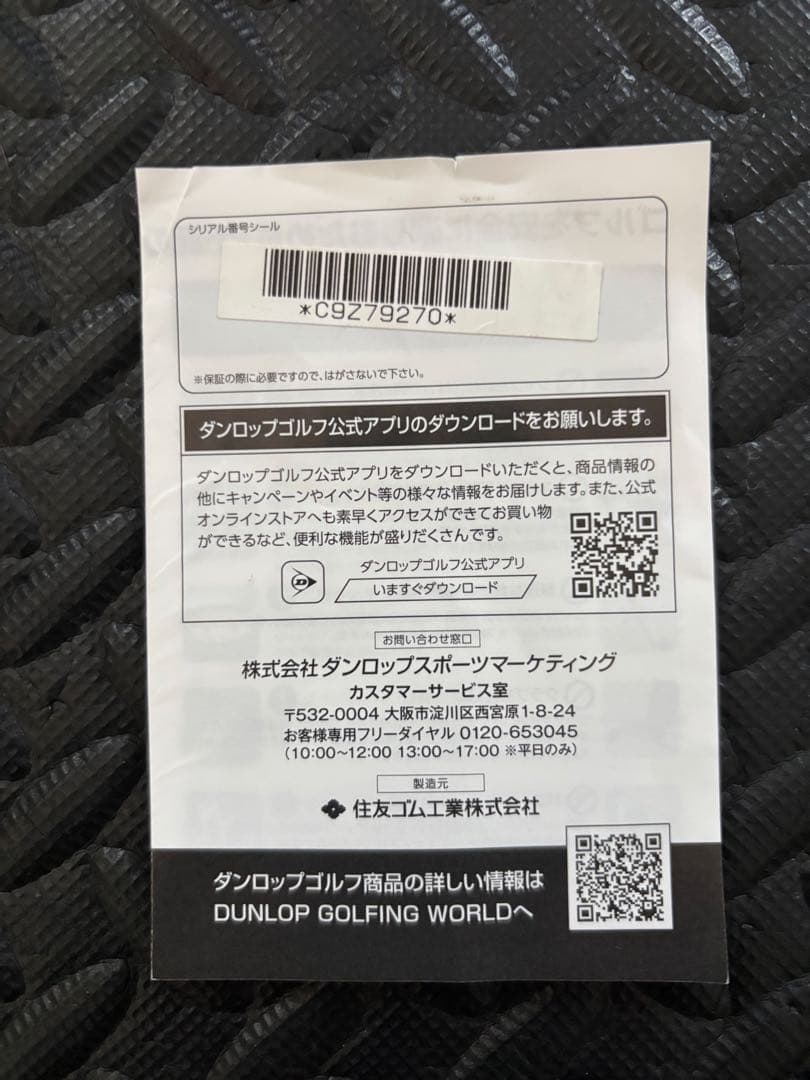 シリアル番号シール
*C9Z79270*
※保証の際に必要ですので、はがさないで下さい。
ダンロップゴルフ公式アプリのダウンロードをお願いします。
ダンロップゴルフ公式アプリをダウンロードいただくと、商品情報の
他にキャンペーンやイベント等の様々な情報をお届けします。また、公式
オンラインストアへも素早くアクセスができてお買い物
ができるなど、便利な機能が盛りだくさんです。
ダンロップゴルフ公式アプリ
いますぐダウンロード
お問い合わせ窓口
株式会社ダンロップスポーツマーケティング
カスタマーサービス室
〒532-0004 大阪市淀川区西宮原1-8-24
お客様専用フリーダイヤル 0120-653045
(10:00〜12:00 13:00〜17:00 ※平日のみ)
製造元
住友ゴム工業株式会社
ダンロップゴルフ商品の詳しい情報は
DUNLOP GOLFING WORLDへ